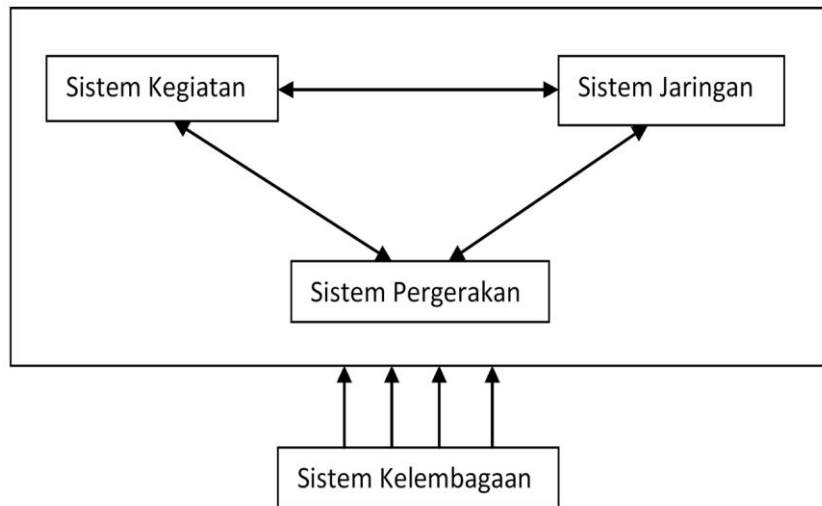 Sistem Kegiatan
Sistem Jaringan
Sistem Pergerakan
Sistem Kelembagaan